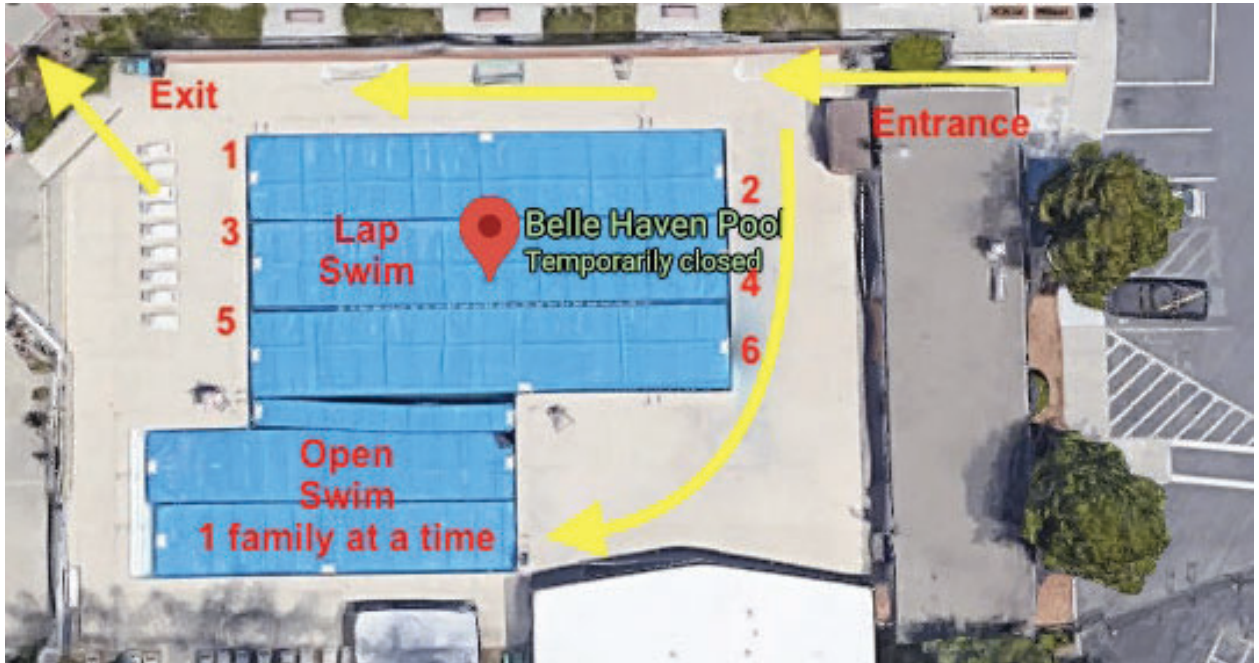 Exit
Entrance
1
2
3
Lap
Swim
Belle Haven Pool
Temporarily closed
4
5
6
Open
Swim
1 family at a time